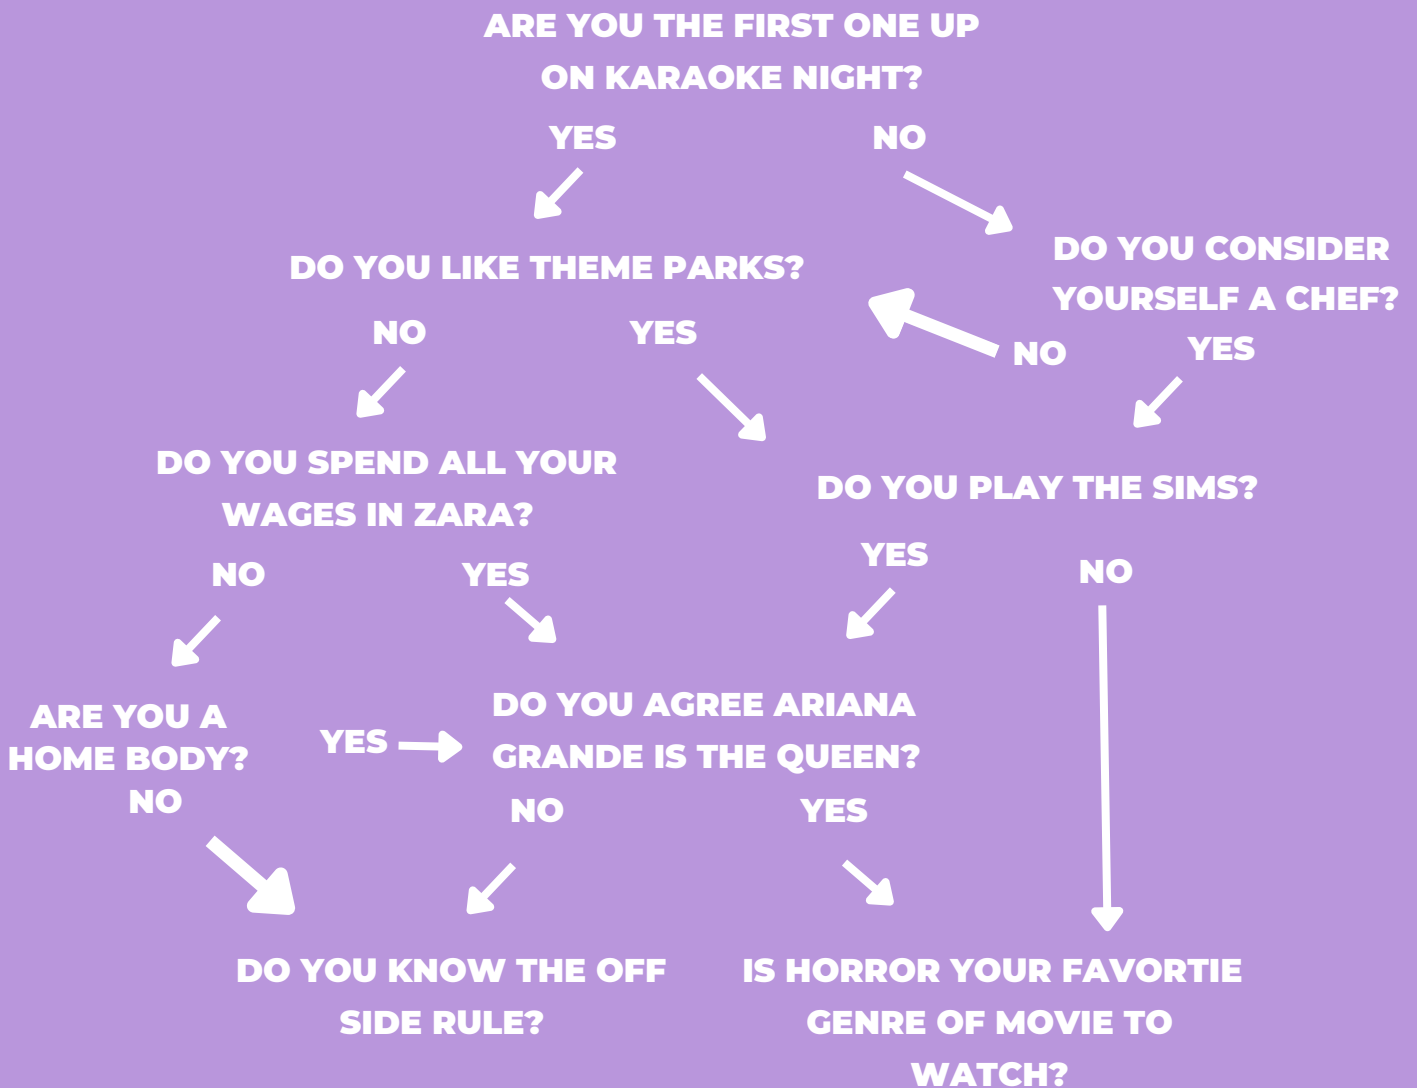 ARE YOU THE FIRST ONE UP
ON KARAOKE NIGHT?
YES
NO
DO YOU LIKE THEME PARKS?
DO YOU CONSIDER
YOURSELF A CHEF?
NO
YES
NO
YES
DO YOU SPEND ALL YOUR
WAGES IN ZARA?
DO YOU PLAY THE SIMS?
NO
YES
YES
NO
ARE YOU A
HOME BODY?
NO
YES
DO YOU AGREE ARIANA
GRANDE IS THE QUEEN?
NO
YES
DO YOU KNOW THE OFF
SIDE RULE?
IS HORROR YOUR FAVORTIE
GENRE OF MOVIE TO
WATCH?